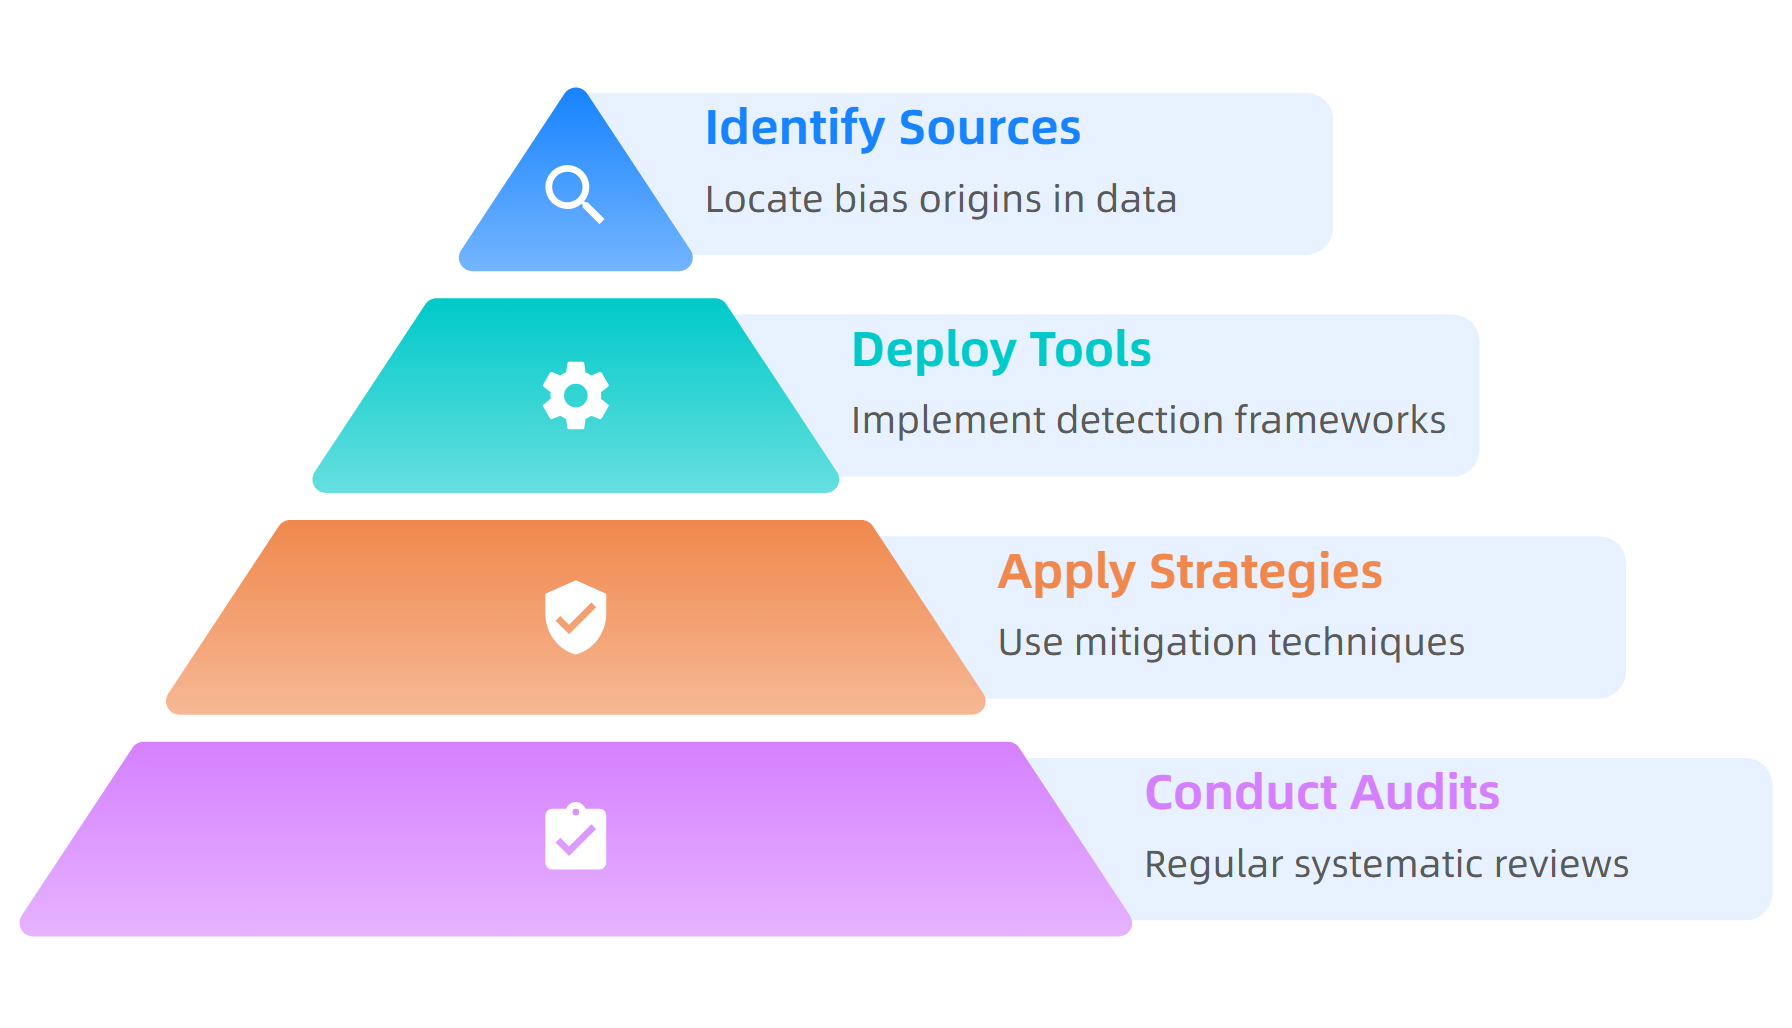 Identify Sources
Locate bias origins in data
Deploy Tools
Implement detection frameworks
Apply Strategies
Use mitigation techniques
Conduct Audits
Regular systematic reviews